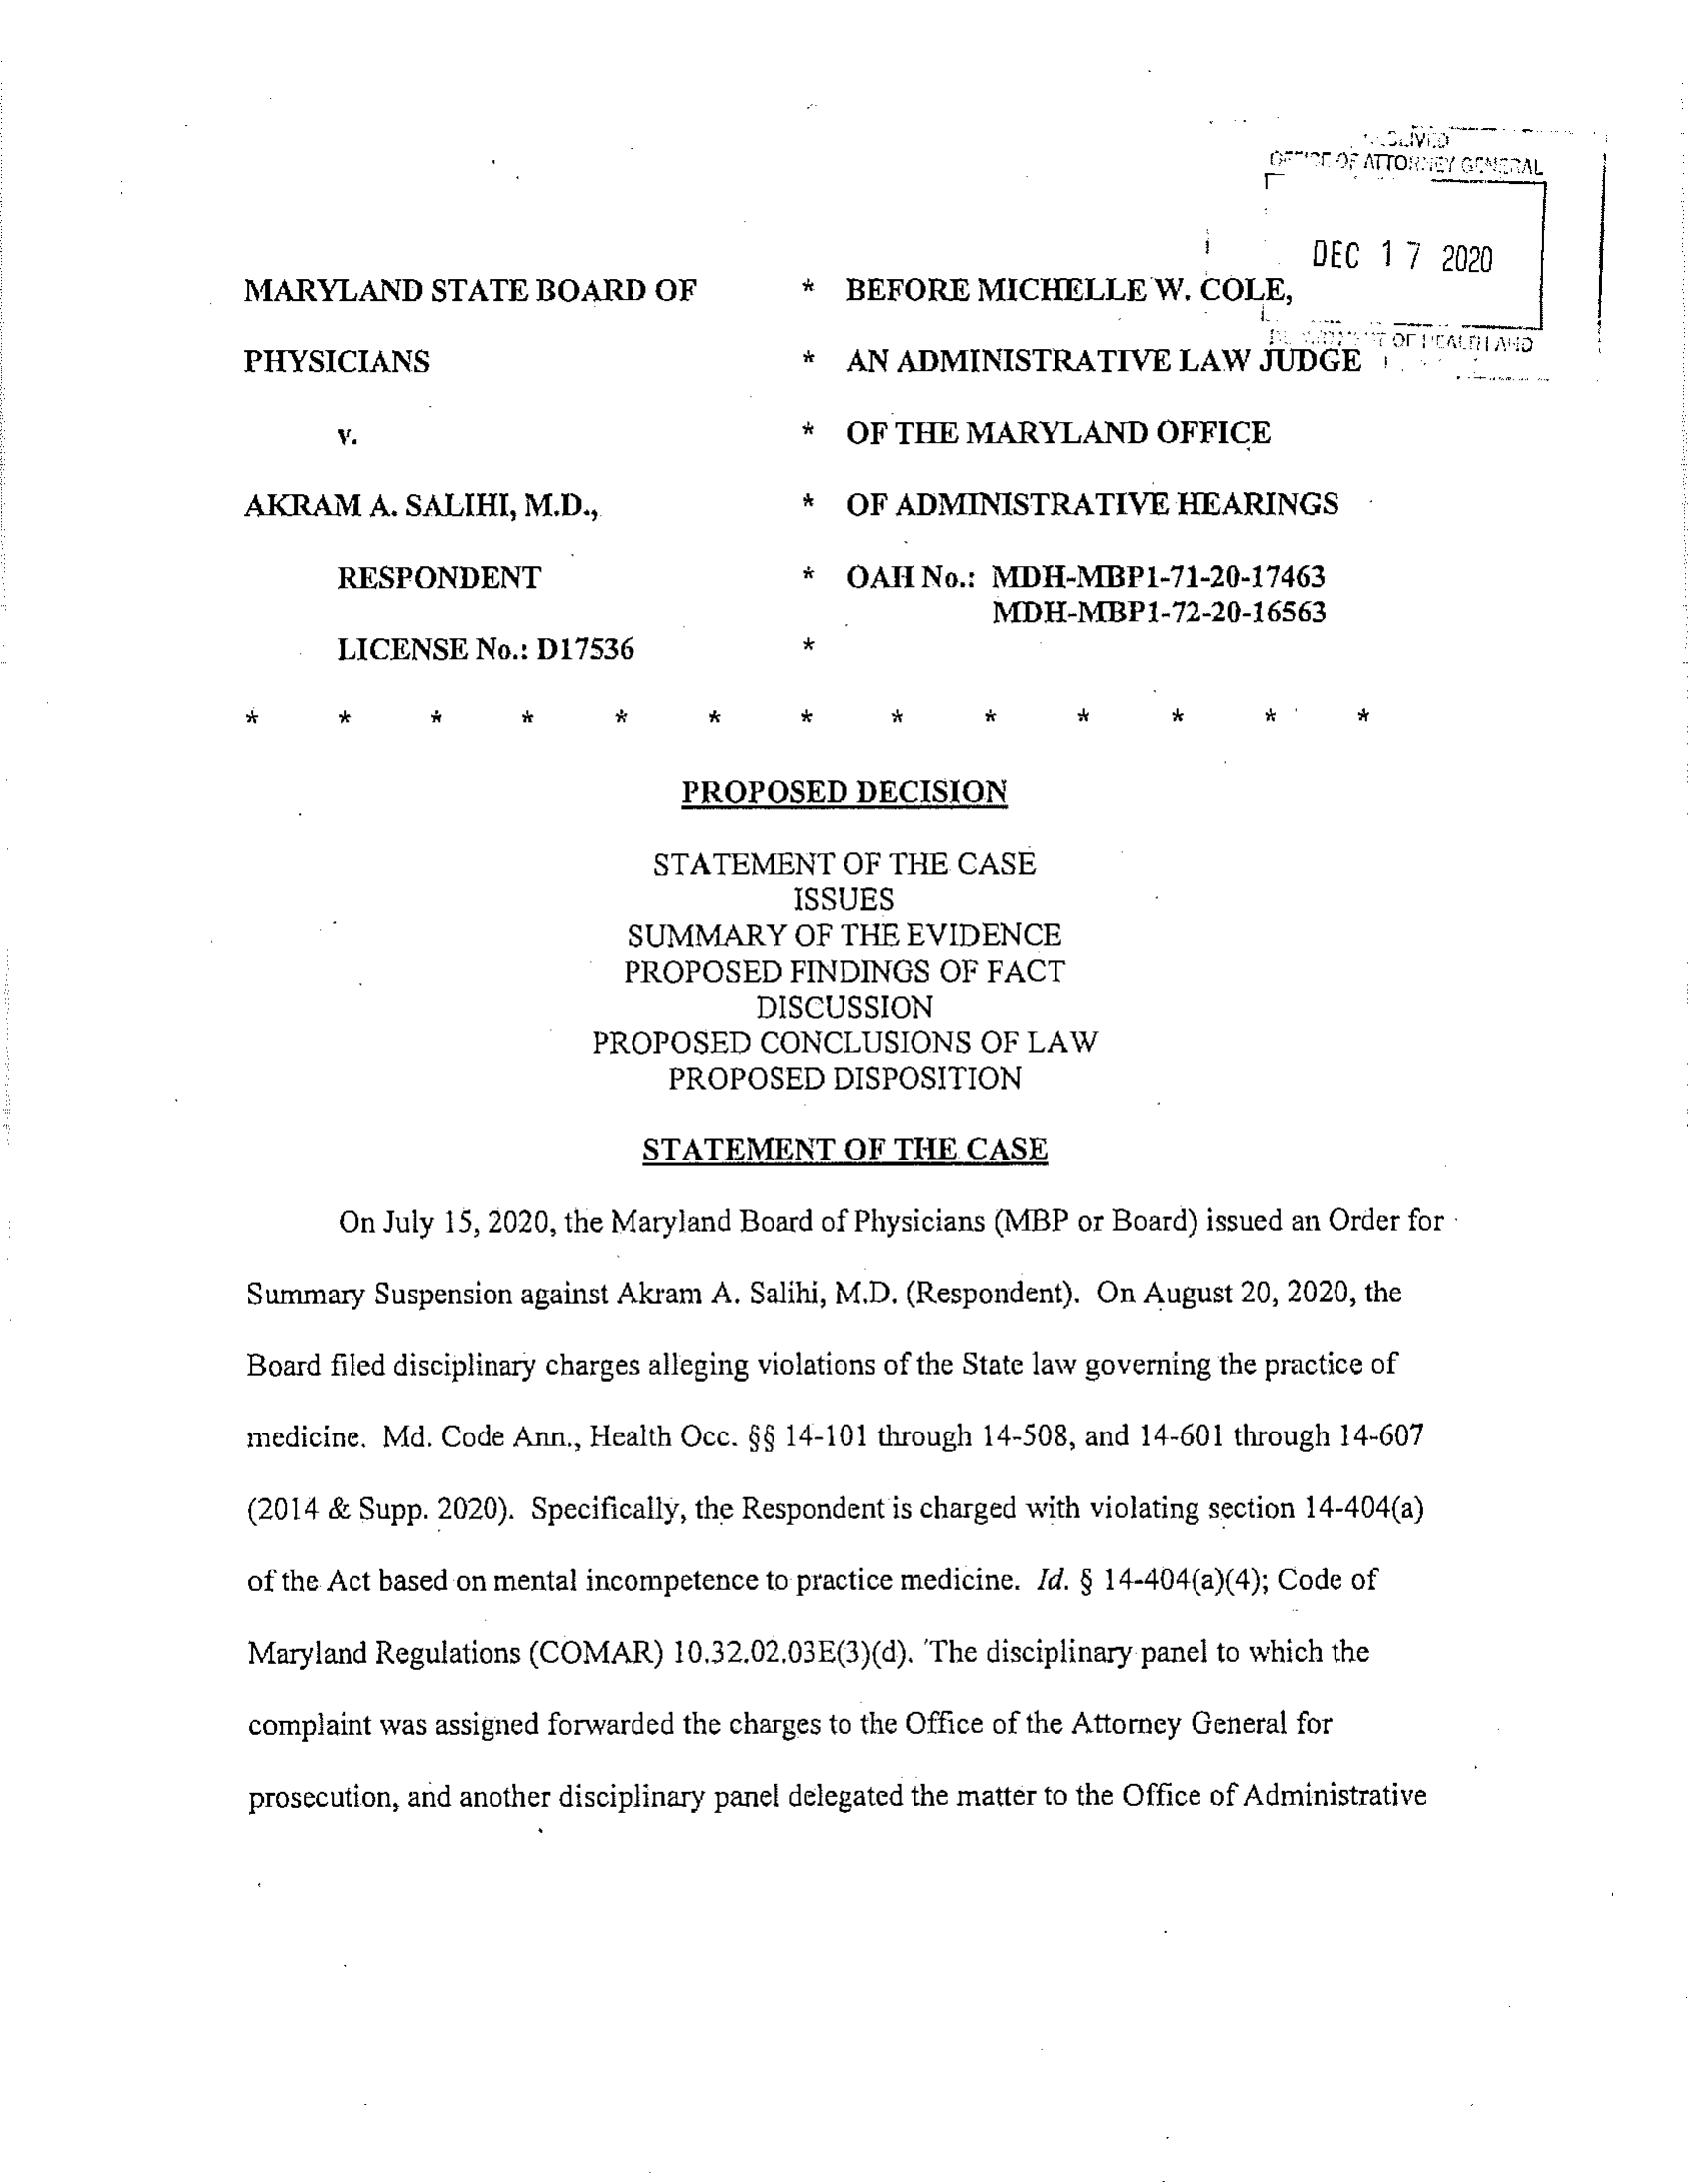 OF ATTORNEY GENERAL
DEC 17 2020
OF HEALTH AND
MARYLAND STATE BOARD OF * BEFORE MICHELLE W. COLE,
PHYSICIANS * AN ADMINISTRATIVE LAW JUDGE
v. * OF THE MARYLAND OFFICE
AKRAM A. SALIHI, M.D., * OF ADMINISTRATIVE HEARINGS
RESPONDENT * OAH No.: MDH-MBP1-71-20-17463
MDH-MBP1-72-20-16563
LICENSE No.: D17536 *
* * * * * * * * * * * * *
PROPOSED DECISION
STATEMENT OF THE CASE
ISSUES
SUMMARY OF THE EVIDENCE
PROPOSED FINDINGS OF FACT
DISCUSSION
PROPOSED CONCLUSIONS OF LAW
PROPOSED DISPOSITION
STATEMENT OF THE CASE
On July 15, 2020, the Maryland Board of Physicians (MBP or Board) issued an Order for
Summary Suspension against Akram A. Salihi, M.D. (Respondent). On August 20, 2020, the
Board filed disciplinary charges alleging violations of the State law governing the practice of
medicine. Md. Code Ann., Health Occ. §§ 14-101 through 14-508, and 14-601 through 14-607
(2014 & Supp. 2020). Specifically, the Respondent is charged with violating section 14-404(a)
of the Act based on mental incompetence to practice medicine. Id. § 14-404(a)(4); Code of
Maryland Regulations (COMAR) 10.32.02.03E(3)(d). The disciplinary panel to which the
complaint was assigned forwarded the charges to the Office of the Attorney General for
prosecution, and another disciplinary panel delegated the matter to the Office of Administrative